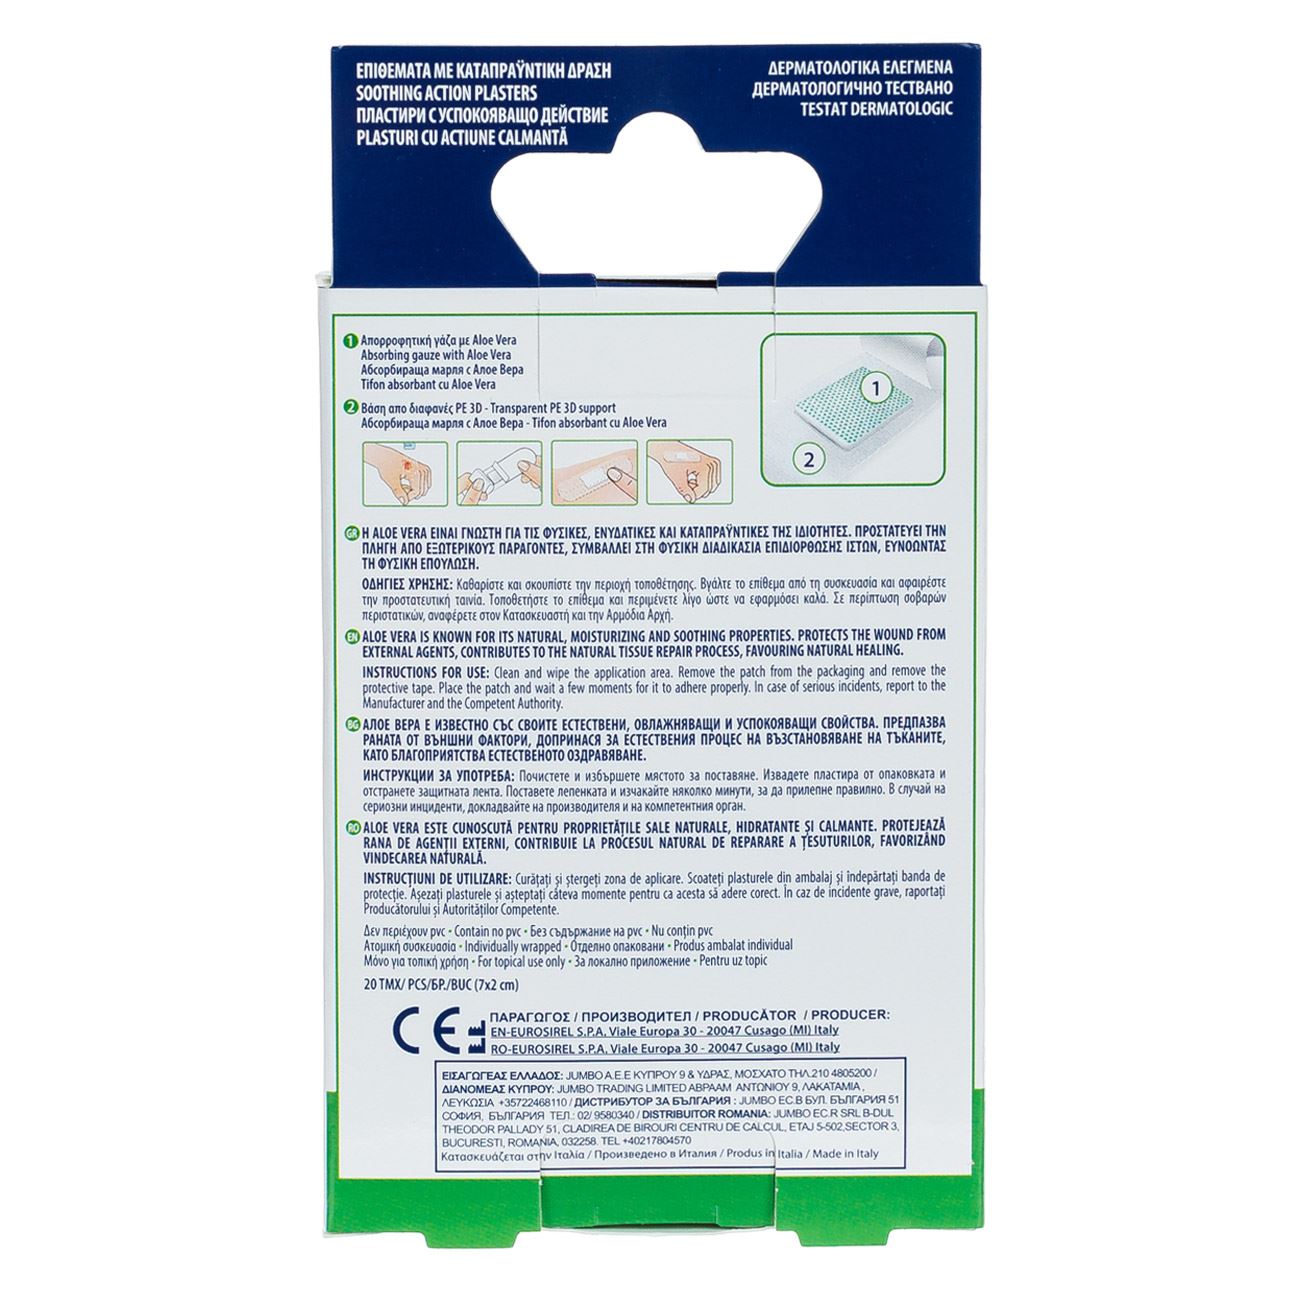 ΕΠΙΘΕΜΑΤΑ ΜΕ ΚΑΤΑΠΡΑΫΝΤΙΚΗ ΔΡΑΣΗ
SOOTHING ACTION PLASTERS
ПЛАСТИРИ С УСПОКОЯВАЩО ДЕЙСТВИЕ
PLASTURI CU ACTIUNE CALMANTĂ
ΔΕΡΜΑΤΟΛΟΓΙΚΑ ΕΛΕΓΜΕΝΑ
ДЕРМАТОЛОГИЧНО ТЕСТВАНО
TESTAT DERMATOLOGIC
1 Απορροφητική γάζα με Aloe Vera
Absorbing gauze with Aloe Vera
Абсорбираща марля с Алое Вера
Tifon absorbant cu Aloe Vera
2 Βάση απο διαφανές PE 3D - Transparent PE 3D support
Абсорбираща марля с Алое Вера - Tifon absorbant cu Aloe Vera
1
2
GR Η ALOE VERA ΕΙΝΑΙ ΓΝΩΣΤΗ ΓΙΑ ΤΙΣ ΦΥΣΙΚΕΣ, ΕΝΥΔΑΤΙΚΕΣ ΚΑΙ ΚΑΤΑΠΡΑΫΝΤΙΚΕΣ ΤΗΣ ΙΔΙΟΤΗΤΕΣ. ΠΡΟΣΤΑΤΕΥΕΙ ΤΗΝ
ΠΛΗΓΗ ΑΠΟ ΕΞΩΤΕΡΙΚΟΥΣ ΠΑΡΑΓΟΝΤΕΣ, ΣΥΜΒΑΛΛΕΙ ΣΤΗ ΦΥΣΙΚΗ ΔΙΑΔΙΚΑΣΙΑ ΕΠΙΔΙΟΡΘΩΣΗΣ ΙΣΤΩΝ, ΕΥΝΟΩΝΤΑΣ
ΤΗ ΦΥΣΙΚΗ ΕΠΟΥΛΩΣΗ.
ΟΔΗΓΙΕΣ ΧΡΗΣΗΣ: Καθαρίστε και σκουπίστε την περιοχή τοποθέτησης. Βγάλτε το επίθεμα από τη συσκευασία και αφαιρέστε
την προστατευτική ταινία. Τοποθετήστε το επίθεμα και περιμένετε λίγο ώστε να εφαρμόσει καλά. Σε περίπτωση σοβαρών
περιστατικών, αναφέρετε στον Κατασκευαστή και την Αρμόδια Αρχή.
EN ALOE VERA IS KNOWN FOR ITS NATURAL, MOISTURIZING AND SOOTHING PROPERTIES. PROTECTS THE WOUND FROM
EXTERNAL AGENTS, CONTRIBUTES TO THE NATURAL TISSUE REPAIR PROCESS, FAVOURING NATURAL HEALING.
INSTRUCTIONS FOR USE: Clean and wipe the application area. Remove the patch from the packaging and remove the
protective tape. Place the patch and wait a few moments for it to adhere properly. In case of serious incidents, report to the
Manufacturer and the Competent Authority.
BG АЛОЕ ВЕРА Е ИЗВЕСТНО СЪС СВОИТЕ ЕСТЕСТВЕНИ, ОВЛАЖНЯВАЩИ И УСПОКОЯВАЩИ СВОЙСТВА. ПРЕДПАЗВА
РАНАТА ОТ ВЪНШНИ ФАКТОРИ, ДОПРИНАСЯ ЗА ЕСТЕСТВЕНИЯ ПРОЦЕС НА ВЪЗСТАНОВЯВАНЕ НА ТЪКАНИТЕ,
КАТО БЛАГОПРИЯТСТВА ЕСТЕСТВЕНОТО ОЗДРАВЯВАНЕ.
ИНСТРУКЦИИ ЗА УПОТРЕБА: Почистете и избършете мястото за поставяне. Извадете пластира от опаковката и
отстранете защитната лента. Поставете лепенката и изчакайте няколко минути, за да прилепне правилно. В случай на
сериозни инциденти, докладвайте на производителя и на компетентния орган.
RO ALOE VERA ESTE CUNOSCUTĂ PENTRU PROPRIETĂȚILE SALE NATURALE, HIDRATANTE ȘI CALMANTE. PROTEJEAZĂ
RANA DE AGENȚII EXTERNI, CONTRIBUIE LA PROCESUL NATURAL DE REPARARE A ȚESUTURILOR, FAVORIZÂND
VINDECAREA NATURALĂ.
INSTRUCȚIUNI DE UTILIZARE: Curățați și ștergeți zona de aplicare. Scoateți plasturele din ambalaj și îndepărtați banda de
protecție. Așezați plasturele și așteptați câteva momente pentru ca acesta să adere corect. În caz de incidente grave, raportați
Producătorului și Autorităților Competente.
Δεν περιέχουν pvc • Contain no pvc • Без съдържание на pvc • Nu conțin pvc
Ατομική συσκευασία • Individually wrapped • Отделно опаковани • Produs ambalat individual
Μόνο για τοπική χρήση • For topical use only • За локално приложение • Pentru uz topic
20 ΤΜΧ/ PCS/БР./BUC (7x2 cm)
CE ΠΑΡΑΓΩΓΟΣ / ПРОИЗВОДИТЕЛ / PRODUCĂTOR / PRODUCER:
EN-EUROSIREL S.P.A, Viale Europa 30 - 20047 Cusago (MI) Italy
RO-EUROSIREL S.P.A, Viale Europa 30 - 20047 Cusago (MI) Italy
ΕΙΣΑΓΩΓΕΑΣ ΕΛΛΑΔΟΣ: JUMBO A.E.E ΚΥΠΡΟΥ 9 & ΥΔΡΑΣ, ΜΟΣΧΑΤΟ ΤΗΛ.210 4805200 /
ΔΙΑΝΟΜΕΑΣ ΚΥΠΡΟΥ: JUMBO TRADING LIMITED ΑΒΡΑΑΜ ΑΝΤΩΝΙΟΥ 9, ΛΑΚΑΤΑΜΙΑ ,
ΛΕΥΚΩΣΙΑ +35722468110 / ДИСТРИБУТОР ЗА БЪЛГАРИЯ : JUMBO EC.B БУЛ. БЪЛГАРИЯ 51
СОФИЯ, БЪЛГАРИЯ ТЕЛ.: 02/ 9580340 / DISTRIBUITOR ROMANIA: JUMBO EC.R SRL B-DUL
THEODOR PALLADY 51, CLADIREA DE BIROURI CENTRU DE CALCUL, ETAJ 5-502,SECTOR 3,
BUCURESTI, ROMANIA, 032258. TEL +40217804570
Κατασκευάζεται στην Ιταλία / Произведено в Италия / Produs in Italia / Made in Italy